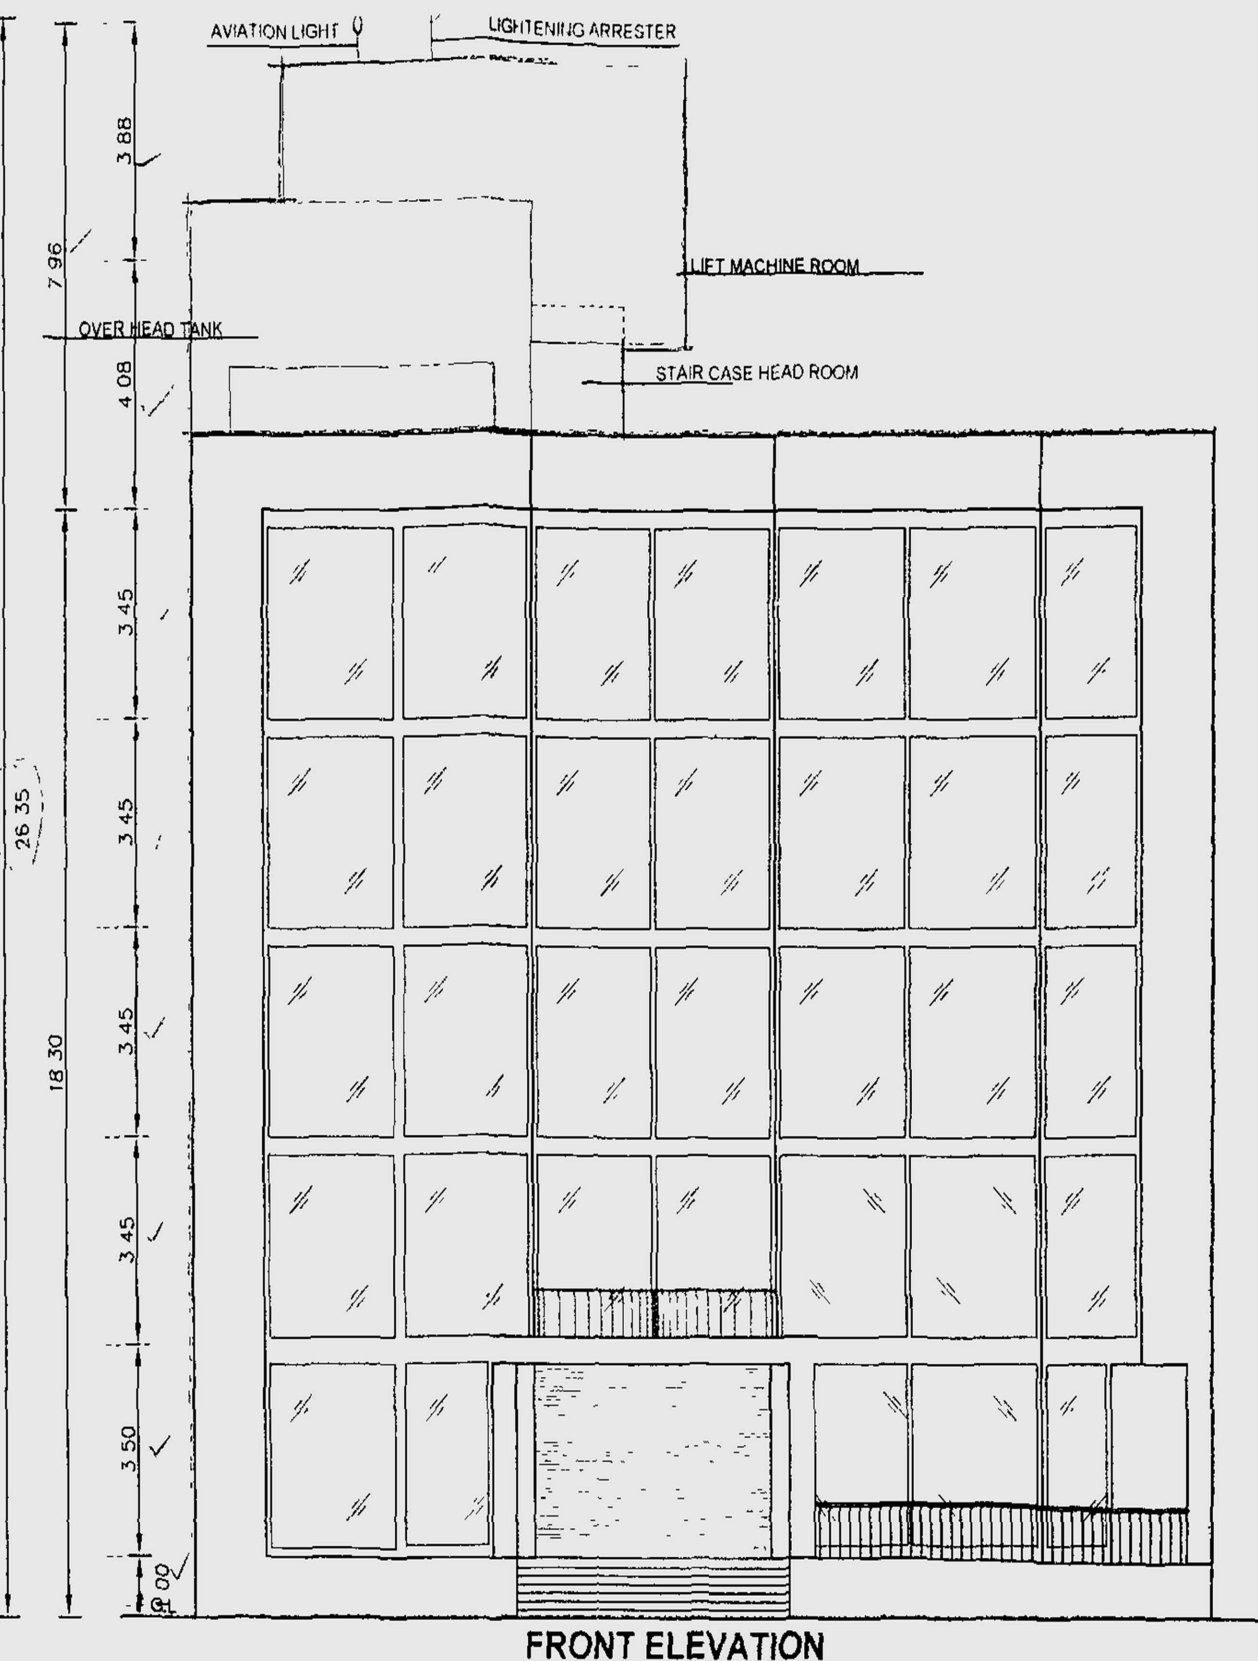 AVIATION LIGHT
LIGHTENING ARRESTER
3 88
7 96
LIFT MACHINE ROOM
OVER HEAD TANK
STAIR CASE HEAD ROOM
4 08
3 45
26 35
3 45
3 45
18 30
3 45
3 50
00
GL
FRONT ELEVATION